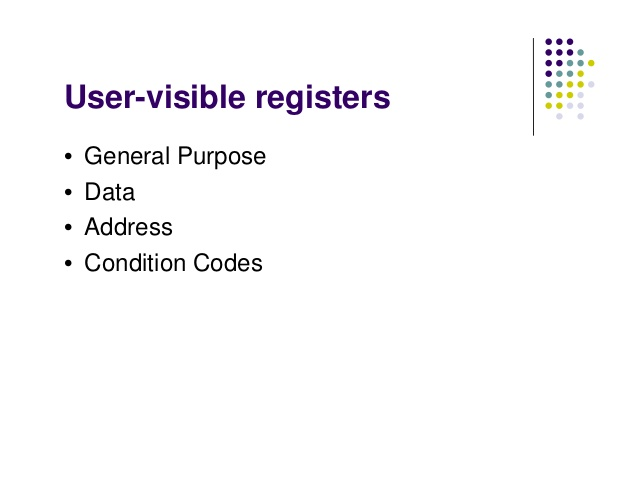 User-visible registers
• General Purpose
• Data
• Address
• Condition Codes